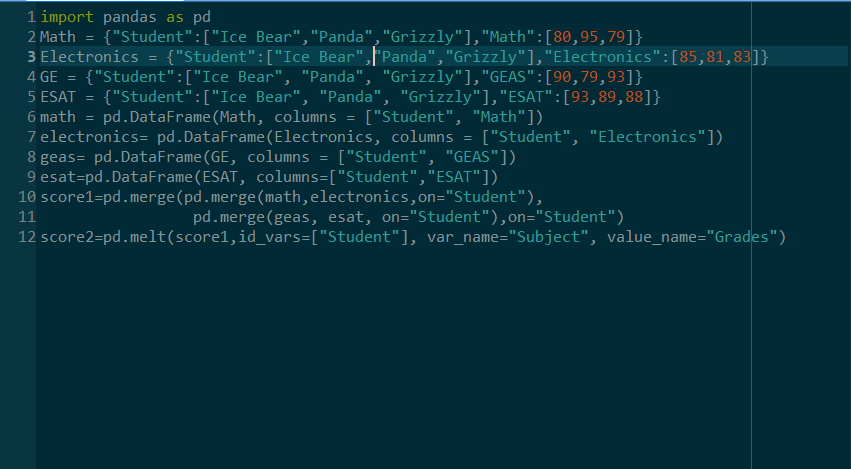 1 import pandas as pd
2 Math = {"Student":["Ice Bear","Panda","Grizzly"],"Math":[80,95,79]}
3 Electronics = {"Student":["Ice Bear","Panda","Grizzly"],"Electronics":[85,81,83]}
4 GE = {"Student":["Ice Bear", "Panda", "Grizzly"],"GEAS":[90,79,93]}
5 ESAT = {"Student":["Ice Bear", "Panda", "Grizzly"],"ESAT":[93,89,88]}
6 math = pd.DataFrame(Math, columns = ["Student", "Math"])
7 electronics= pd.DataFrame(Electronics, columns = ["Student", "Electronics"])
8 geas= pd.DataFrame(GE, columns = ["Student", "GEAS"])
9 esat=pd.DataFrame(ESAT, columns=["Student","ESAT"])
10 score1=pd.merge(pd.merge(math,electronics,on="Student"),
11                  pd.merge(geas, esat, on="Student"),on="Student")
12 score2=pd.melt(score1,id_vars=["Student"], var_name="Subject", value_name="Grades")